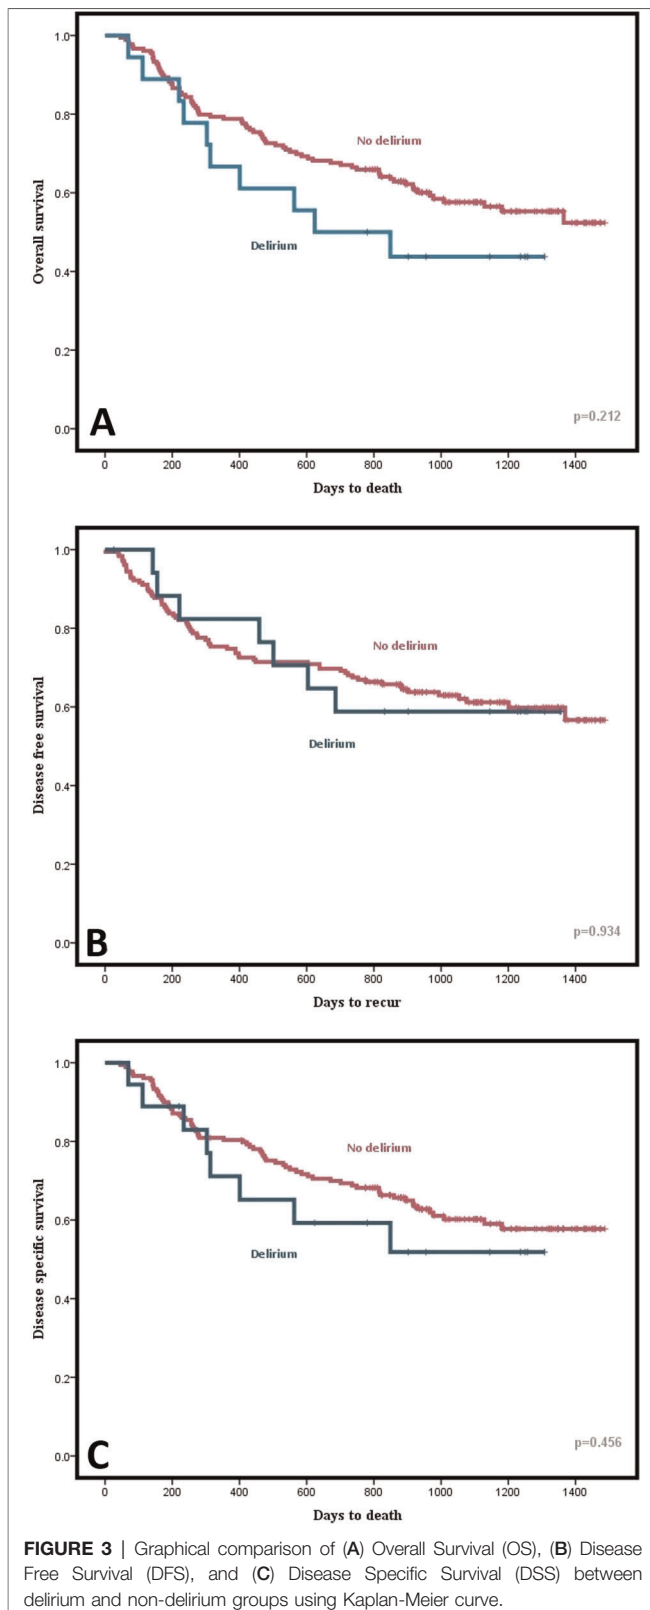 1.0
0.8
0.6
0.4
0.2
0.0
Overall survival
No delirium
Delirium
A
p=0.212
0 200 400 600 800 1000 1200 1400
Days to death
1.0
0.8
0.6
0.4
0.2
0.0
Disease free survival
No delirium
Delirium
B
p=0.934
0 200 400 600 800 1000 1200 1400
Days to recur
1.0
0.8
0.6
0.4
0.2
0.0
Disease specific survival
No delirium
Delirium
C
p=0.456
0 200 400 600 800 1000 1200 1400
Days to death
FIGURE 3 | Graphical comparison of (A) Overall Survival (OS), (B) Disease
Free Survival (DFS), and (C) Disease Specific Survival (DSS) between
delirium and non-delirium groups using Kaplan-Meier curve.